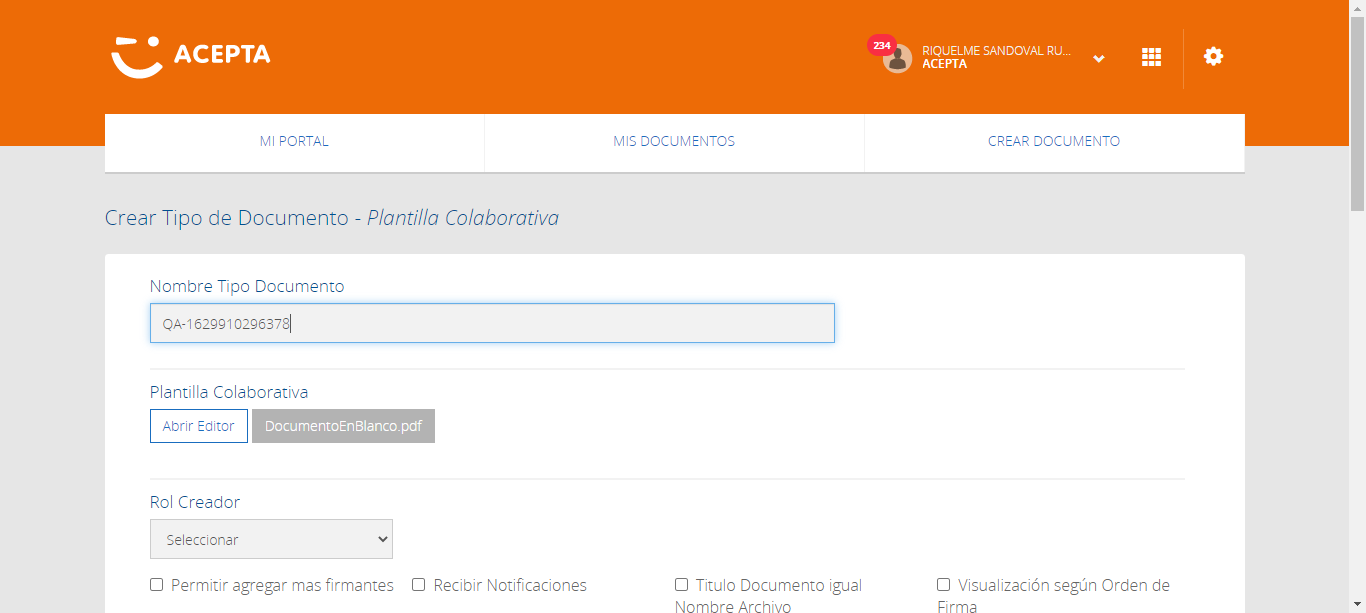 ACEPTA
234
RIQUELME SANDOVAL RU...
ACEPTA
MI PORTAL
MIS DOCUMENTOS
CREAR DOCUMENTO
Crear Tipo de Documento - Plantilla Colaborativa
Nombre Tipo Documento
QA-1629910296378
Plantilla Colaborativa
Abrir Editor
DocumentoEnBlanco.pdf
Rol Creador
Seleccionar
Permitir agregar mas firmantes
Recibir Notificaciones
Titulo Documento igual
Nombre Archivo
Visualización según Orden de
Firma